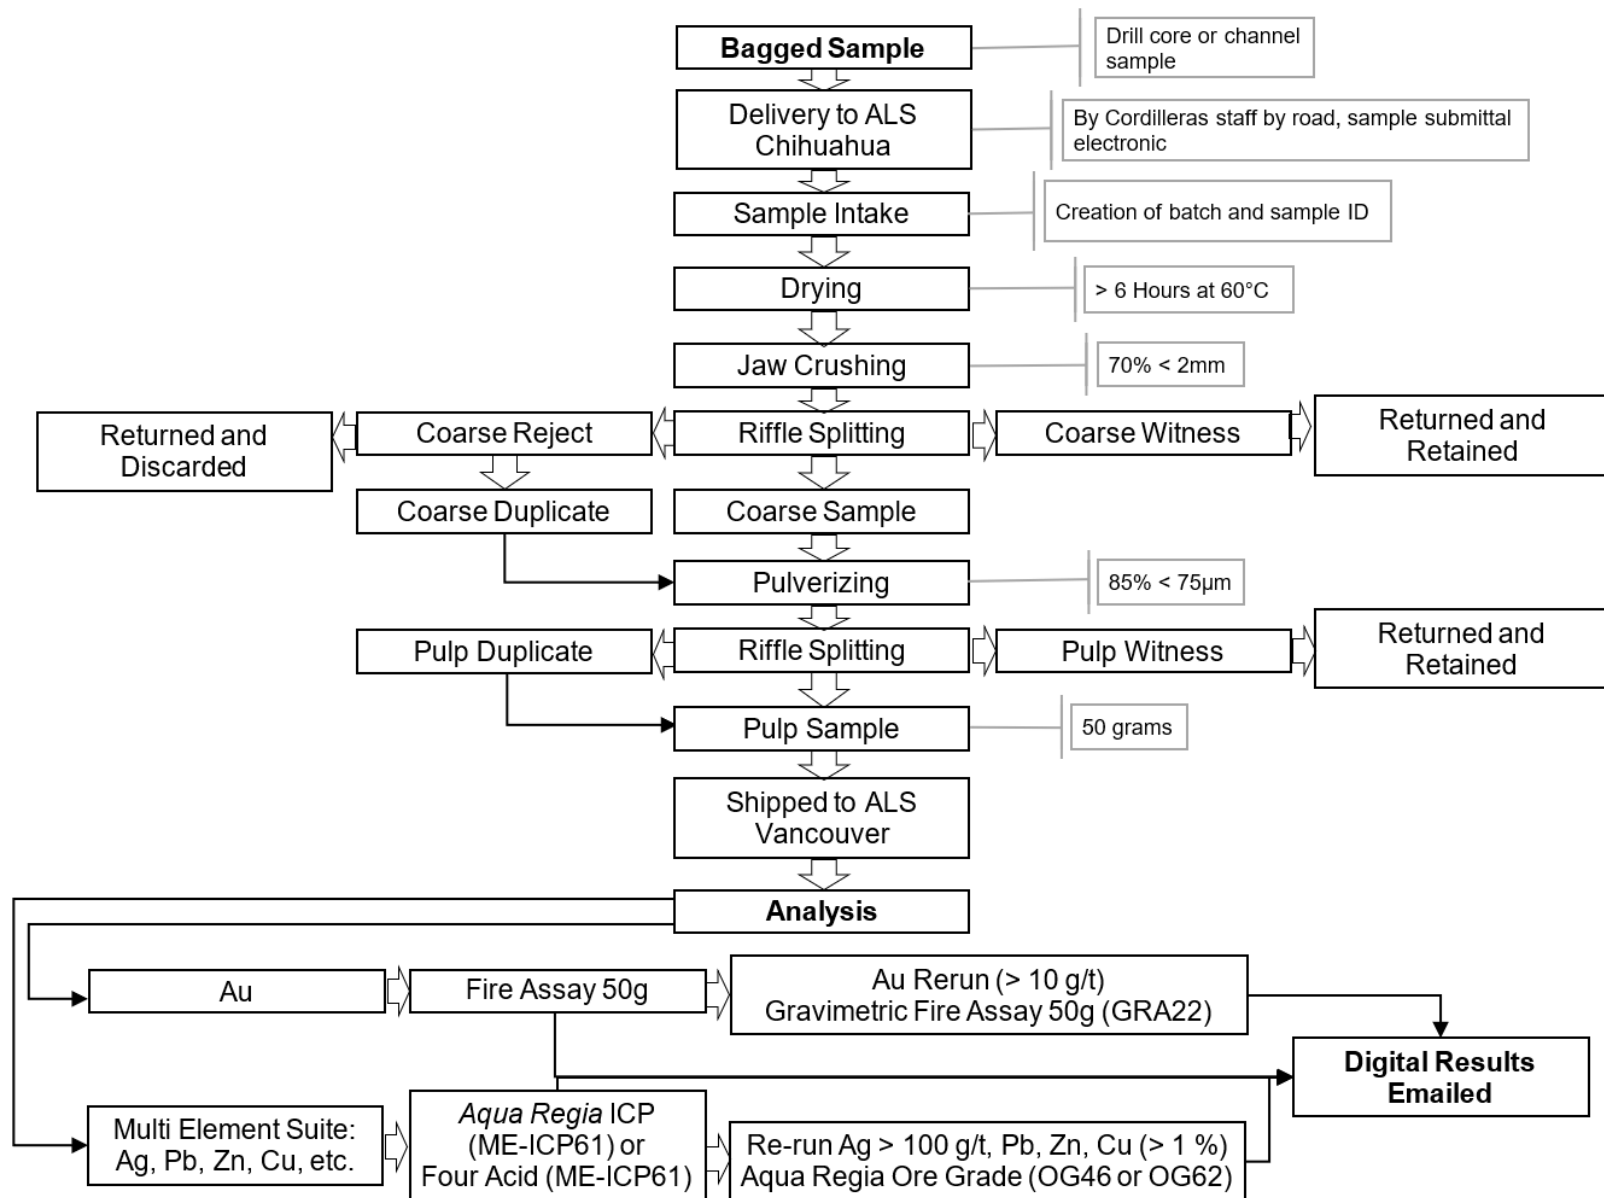 Bagged Sample
Drill core or channel
sample
Delivery to ALS
Chihuahua
By Cordilleras staff by road, sample submittal
electronic
Sample Intake
Creation of batch and sample ID
Drying
> 6 Hours at 60°C
Jaw Crushing
70% < 2mm
Returned and
Discarded
Coarse Reject
Riffle Splitting
Coarse Witness
Returned and
Retained
Coarse Duplicate
Coarse Sample
Pulverizing
85% < 75µm
Pulp Duplicate
Riffle Splitting
Pulp Witness
Returned and
Retained
Pulp Sample
50 grams
Shipped to ALS
Vancouver
Analysis
Au
Fire Assay 50g
Au Rerun (> 10 g/t)
Gravimetric Fire Assay 50g (GRA22)
Digital Results
Emailed
Multi Element Suite:
Ag, Pb, Zn, Cu, etc.
Aqua Regia ICP
(ME-ICP61) or
Four Acid (ME-ICP61)
Re-run Ag > 100 g/t, Pb, Zn, Cu (> 1 %)
Aqua Regia Ore Grade (OG46 or OG62)